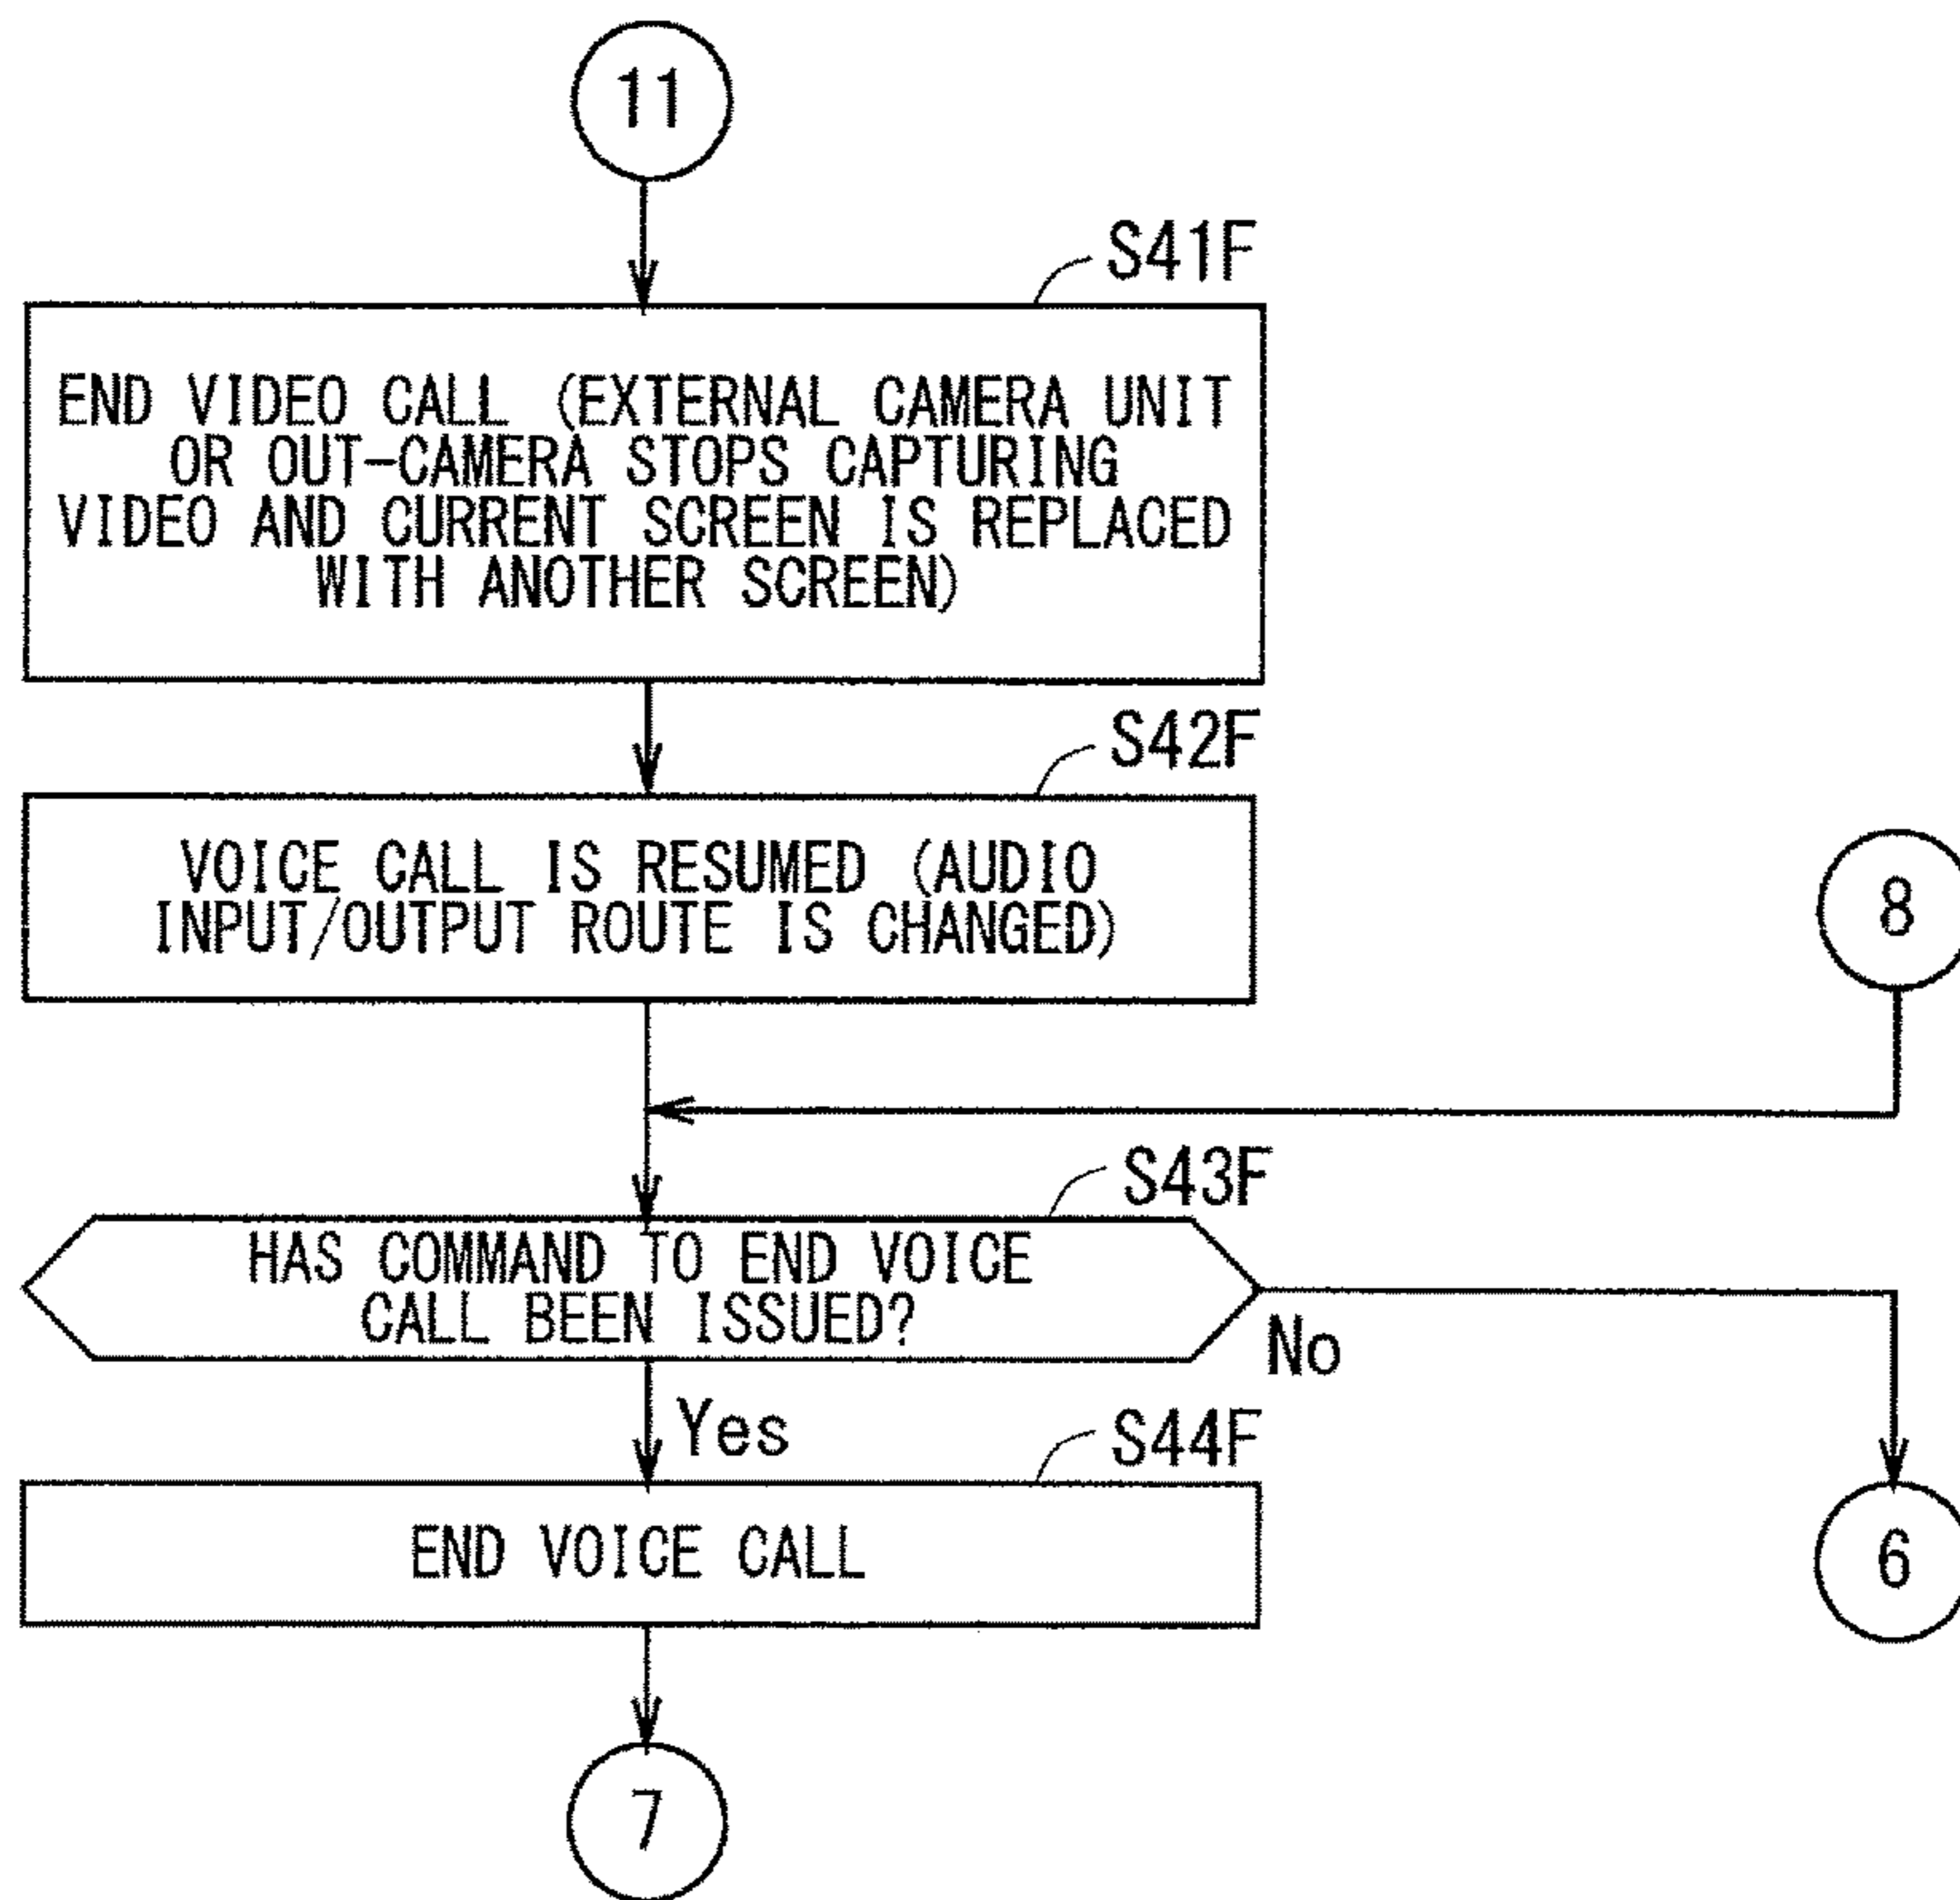 11
S41F
END VIDEO CALL (EXTERNAL CAMERA UNIT
OR OUT-CAMERA STOPS CAPTURING
VIDEO AND CURRENT SCREEN IS REPLACED
WITH ANOTHER SCREEN)
S42F
VOICE CALL IS RESUMED (AUDIO
INPUT/OUTPUT ROUTE IS CHANGED)
8
S43F
HAS COMMAND TO END VOICE
CALL BEEN ISSUED?
No
Yes
S44F
END VOICE CALL
6
7